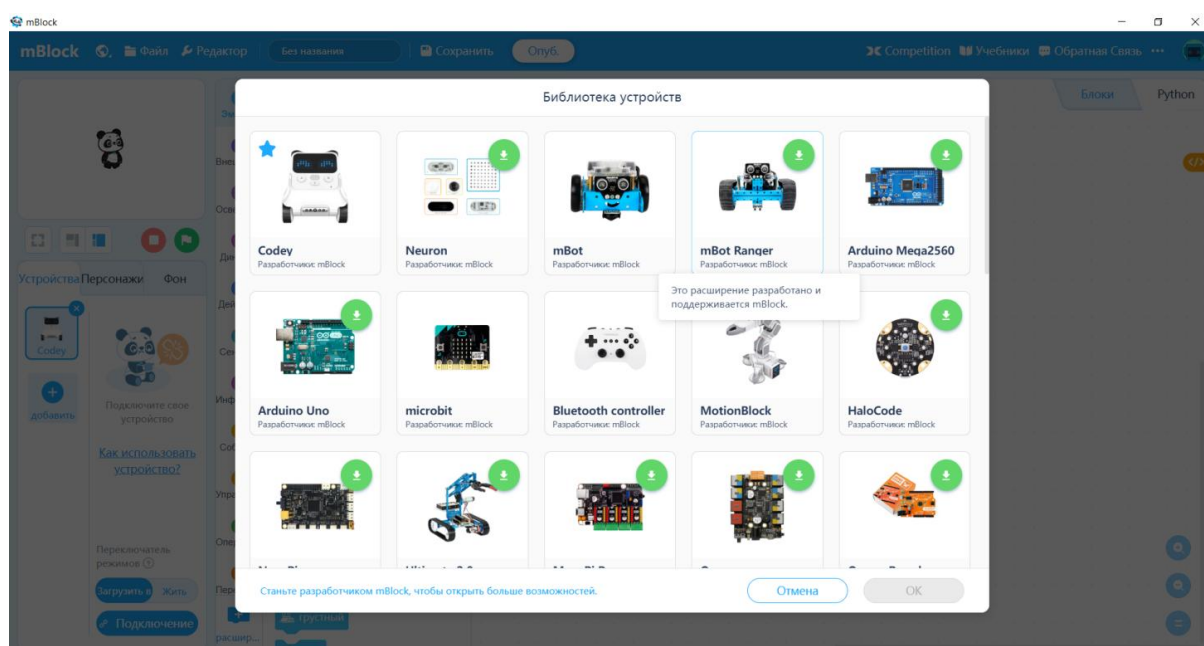 mBlock
mBlock Файл Редактор Без названия Сохранить Опуб. Competition Учебники Обратная Связь
Библиотека устройств
Блоки Python
Codey
Разработчики: mBlock
Neuron
Разработчики: mBlock
mBot
Разработчики: mBlock
mBot Ranger
Разработчики: mBlock
Arduino Mega2560
Разработчики: mBlock
Это расширение разработано и
поддерживается mBlock.
Устройства Персонажи Фон
Codey
добавить
Подключите свое
устройство
Как использовать
устройство?
Переключатель
режимов
Загрузить в Жить
Подключение
Arduino Uno
Разработчики: mBlock
microbit
Разработчики: mBlock
Bluetooth controller
Разработчики: mBlock
MotionBlock
Разработчики: mBlock
HaloCode
Разработчики: mBlock
Станьте разработчиком mBlock, чтобы открыть больше возможностей.
Отмена OK
грустный
расшир...